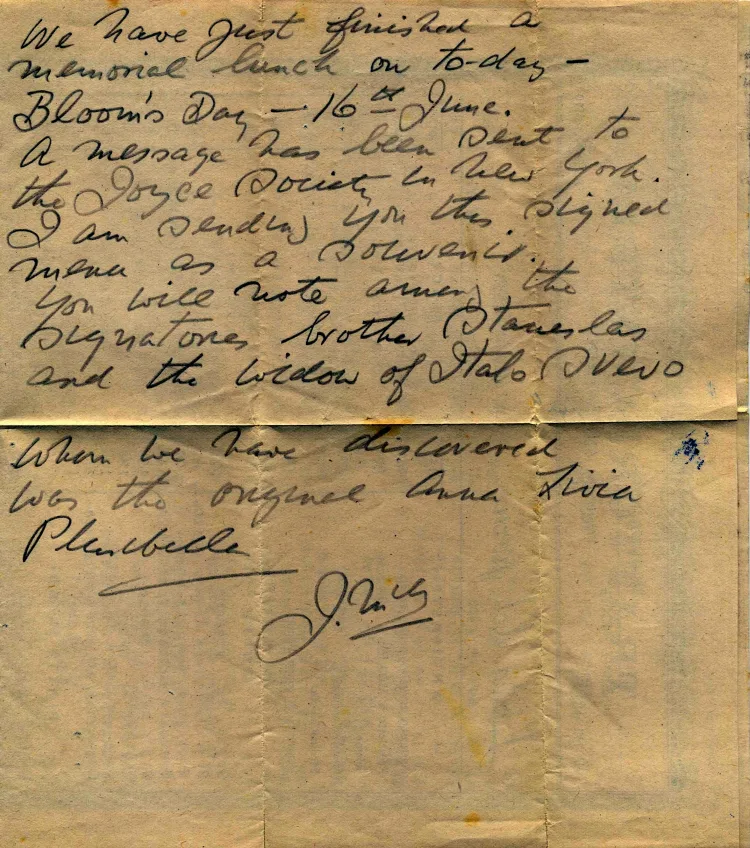 We have just finished a
memorial lunch on to-day –
Bloom's Day – 16th June.
A message has been sent to
the Joyce Society in New York.
I am sending you this signed
menu as a souvenir.
You will note among the
signatories brother Stanislas
and the widow of Italo Svevo
whom we have discovered
was the original Anna Livia
Plurabella
J.